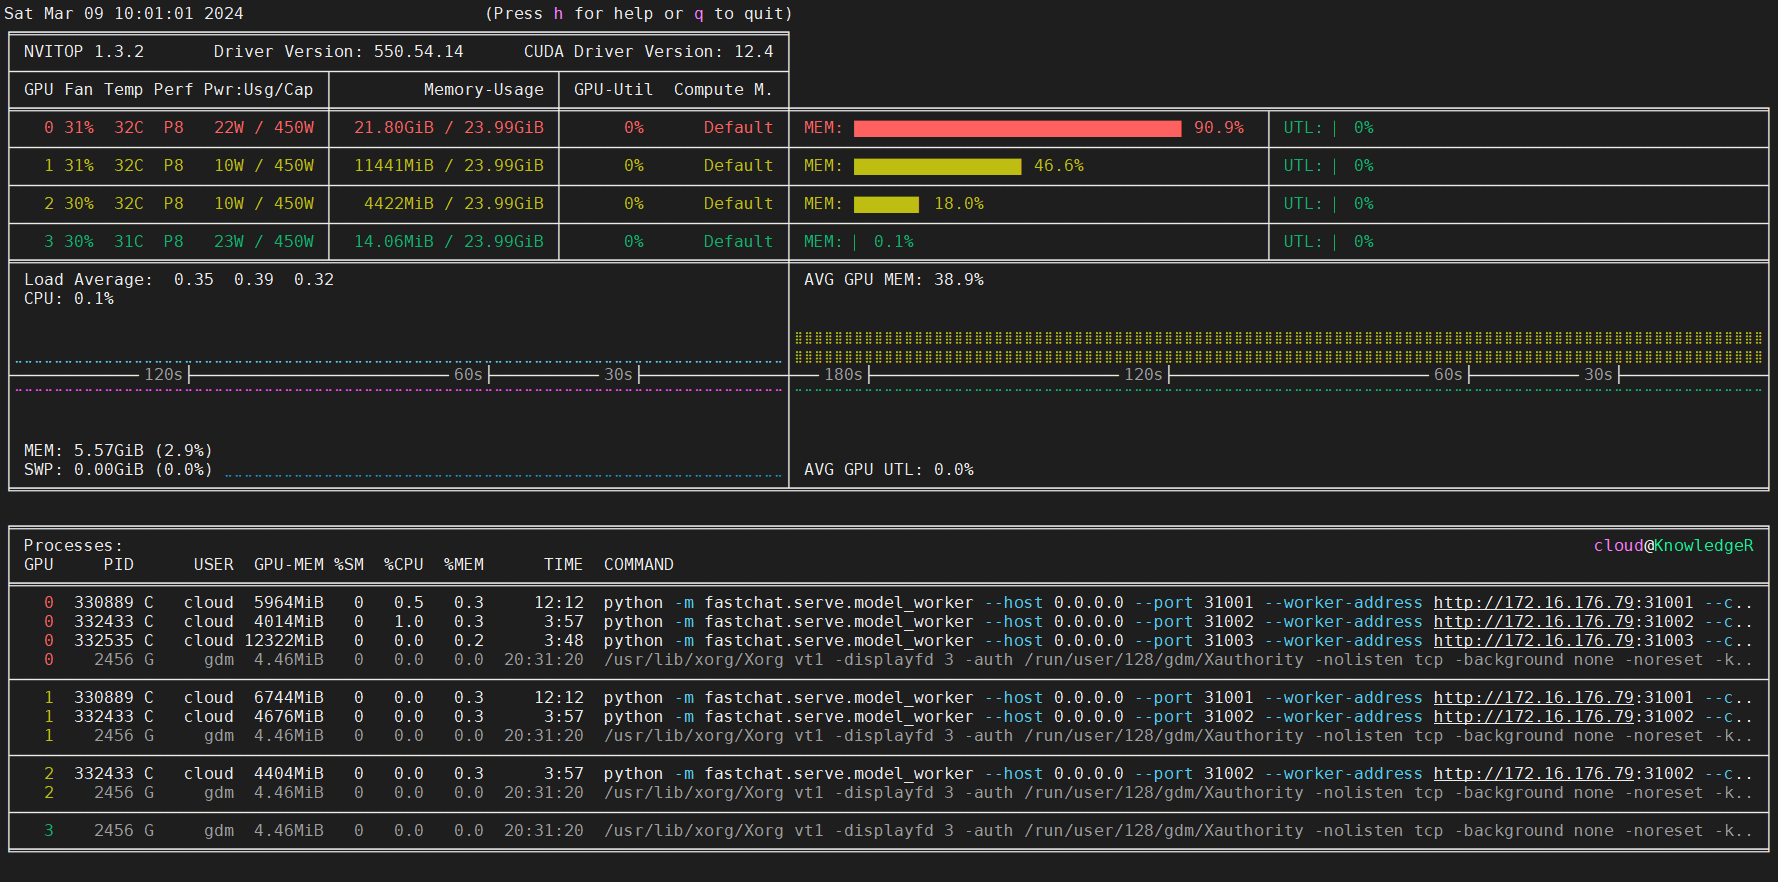 Sat Mar 09 10:01:01 2024 (Press h for help or q to quit)
NVITOP 1.3.2 Driver Version: 550.54.14 CUDA Driver Version: 12.4
GPU Fan Temp Perf Pwr:Usg/Cap Memory-Usage GPU-Util Compute M.
0 31% 32C P8 22W / 450W 21.80GiB / 23.99GiB 0% Default MEM: 90.9% UTL: 0%
1 31% 32C P8 10W / 450W 11441MiB / 23.99GiB 0% Default MEM: 46.6% UTL: 0%
2 30% 32C P8 10W / 450W 4422MiB / 23.99GiB 0% Default MEM: 18.0% UTL: 0%
3 30% 31C P8 23W / 450W 14.06MiB / 23.99GiB 0% Default MEM: 0.1% UTL: 0%
Load Average: 0.35 0.39 0.32 AVG GPU MEM: 38.9%
CPU: 0.1%
120s 60s 30s 180s 120s 60s 30s
MEM: 5.57GiB (2.9%)
SWP: 0.00GiB (0.0%) AVG GPU UTL: 0.0%
Processes: cloud@KnowledgeR
GPU PID USER GPU-MEM %SM %CPU %MEM TIME COMMAND
0 330889 C cloud 5964MiB 0 0.5 0.3 12:12 python -m fastchat.serve.model_worker --host 0.0.0.0 --port 31001 --worker-address http://172.16.176.79:31001 --c..
0 332433 C cloud 4014MiB 0 1.0 0.3 3:57 python -m fastchat.serve.model_worker --host 0.0.0.0 --port 31002 --worker-address http://172.16.176.79:31002 --c..
0 332535 C cloud 12322MiB 0 0.0 0.2 3:48 python -m fastchat.serve.model_worker --host 0.0.0.0 --port 31003 --worker-address http://172.16.176.79:31003 --c..
0 2456 G gdm 4.46MiB 0 0.0 0.0 20:31:20 /usr/lib/xorg/Xorg vt1 -displayfd 3 -auth /run/user/128/gdm/Xauthority -nolisten tcp -background none -noreset -k..
1 330889 C cloud 6744MiB 0 0.0 0.3 12:12 python -m fastchat.serve.model_worker --host 0.0.0.0 --port 31001 --worker-address http://172.16.176.79:31001 --c..
1 332433 C cloud 4676MiB 0 0.0 0.3 3:57 python -m fastchat.serve.model_worker --host 0.0.0.0 --port 31002 --worker-address http://172.16.176.79:31002 --c..
1 2456 G gdm 4.46MiB 0 0.0 0.0 20:31:20 /usr/lib/xorg/Xorg vt1 -displayfd 3 -auth /run/user/128/gdm/Xauthority -nolisten tcp -background none -noreset -k..
2 332433 C cloud 4404MiB 0 0.0 0.3 3:57 python -m fastchat.serve.model_worker --host 0.0.0.0 --port 31002 --worker-address http://172.16.176.79:31002 --c..
2 2456 G gdm 4.46MiB 0 0.0 0.0 20:31:20 /usr/lib/xorg/Xorg vt1 -displayfd 3 -auth /run/user/128/gdm/Xauthority -nolisten tcp -background none -noreset -k..
3 2456 G gdm 4.46MiB 0 0.0 0.0 20:31:20 /usr/lib/xorg/Xorg vt1 -displayfd 3 -auth /run/user/128/gdm/Xauthority -nolisten tcp -background none -noreset -k..